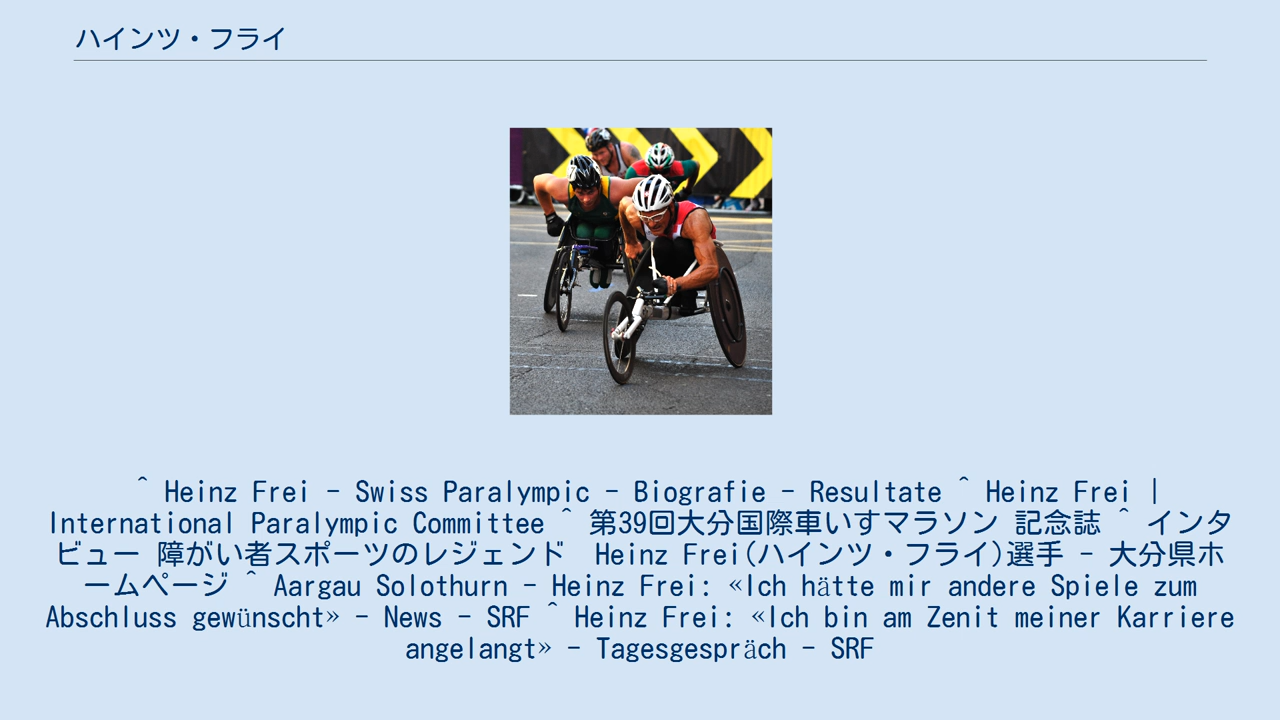 ハインツ・フライ
^ Heinz Frei - Swiss Paralympic - Biografie - Resultate ^ Heinz Frei |
International Paralympic Committee ^ 第39回大分国際車いすマラソン 記念誌 ^ インタ
ビュー 障がい者スポーツのレジェンド　Heinz Frei(ハインツ・フライ)選手 - 大分県ホ
ームページ ^ Aargau Solothurn - Heinz Frei: «Ich hätte mir andere Spiele zum
Abschluss gewünscht» - News - SRF ^ Heinz Frei: «Ich bin am Zenit meiner Karriere
angelangt» - Tagesgespräch - SRF